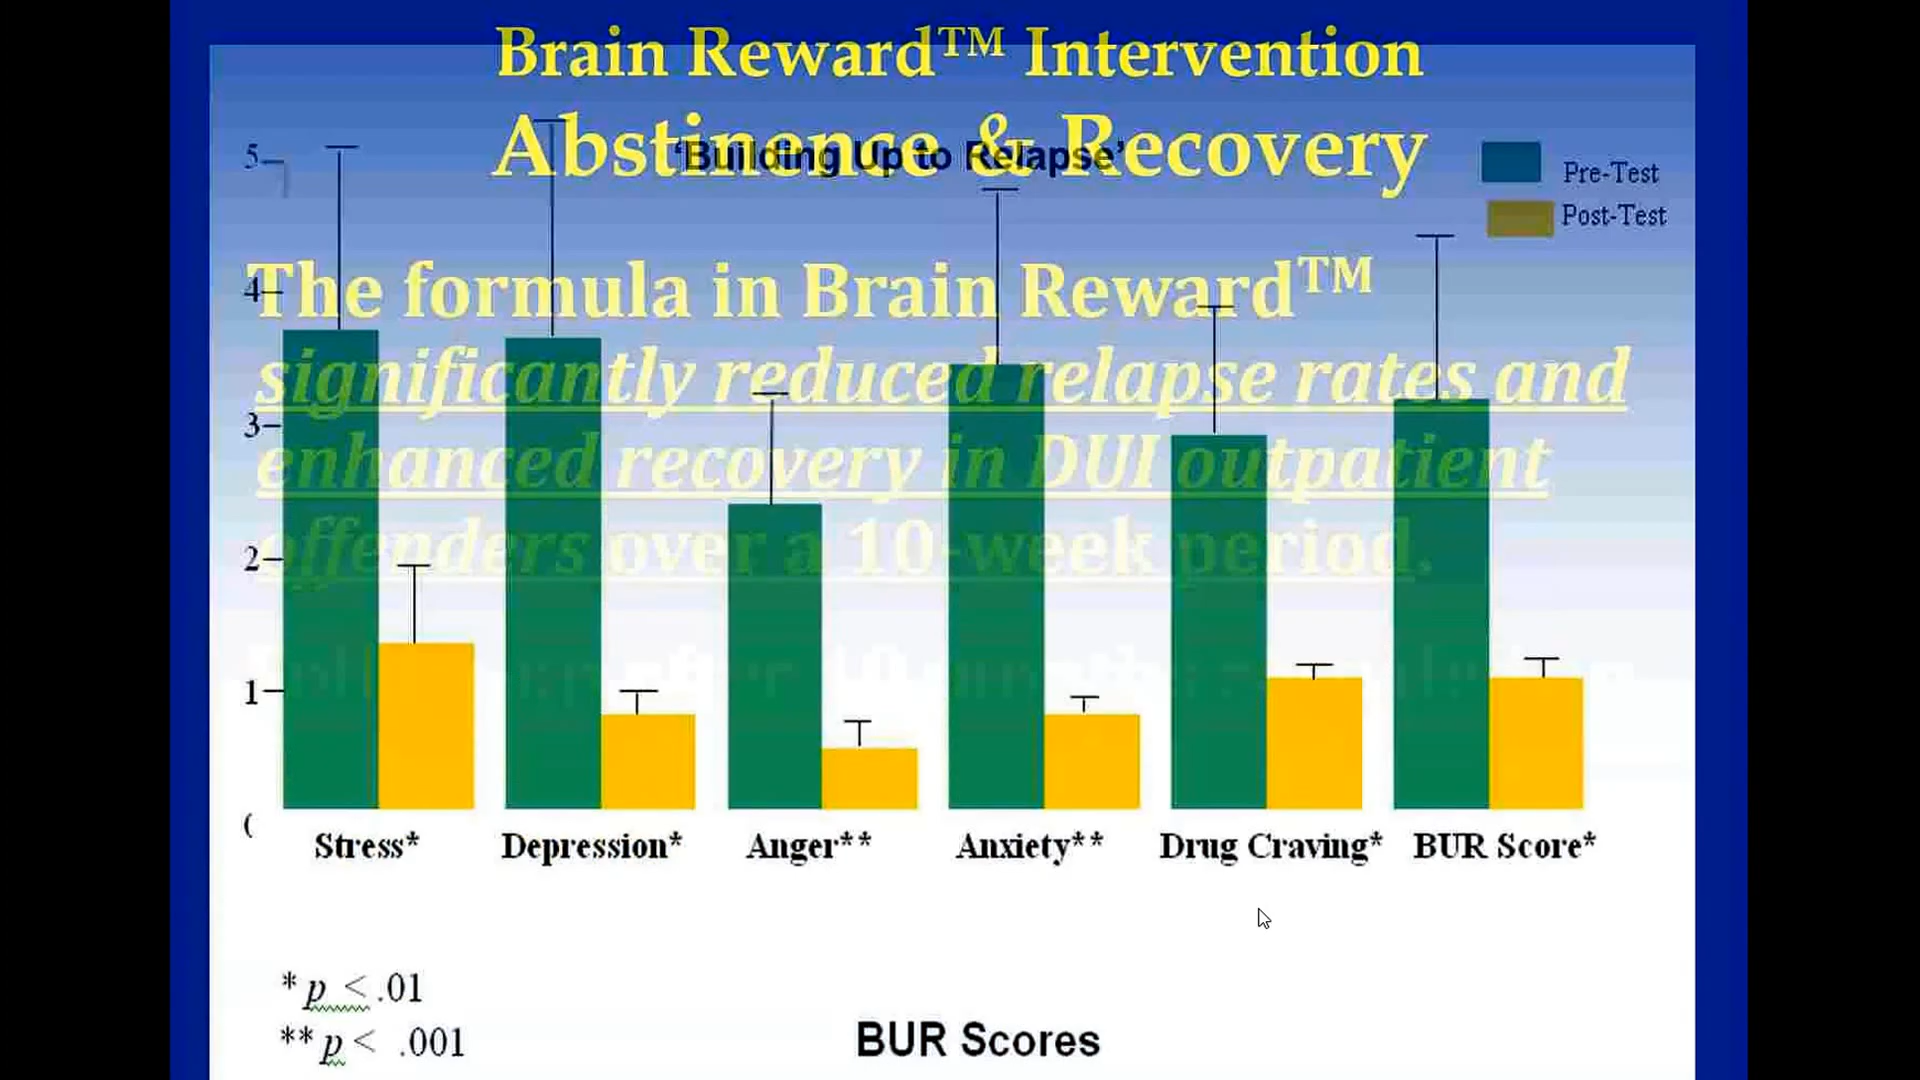 Brain Reward™ Intervention
Abstinence & Recovery
'Building Up to Relapse'
Pre-Test
Post-Test
The formula in Brain Reward™
significantly reduced relapse rates and
enhanced recovery in DUI outpatient
offenders over a 10-week period.
5
4
3
2
1
(
Stress* Depression* Anger** Anxiety** Drug Craving* BUR Score*
* p < .01
** p < .001
BUR Scores